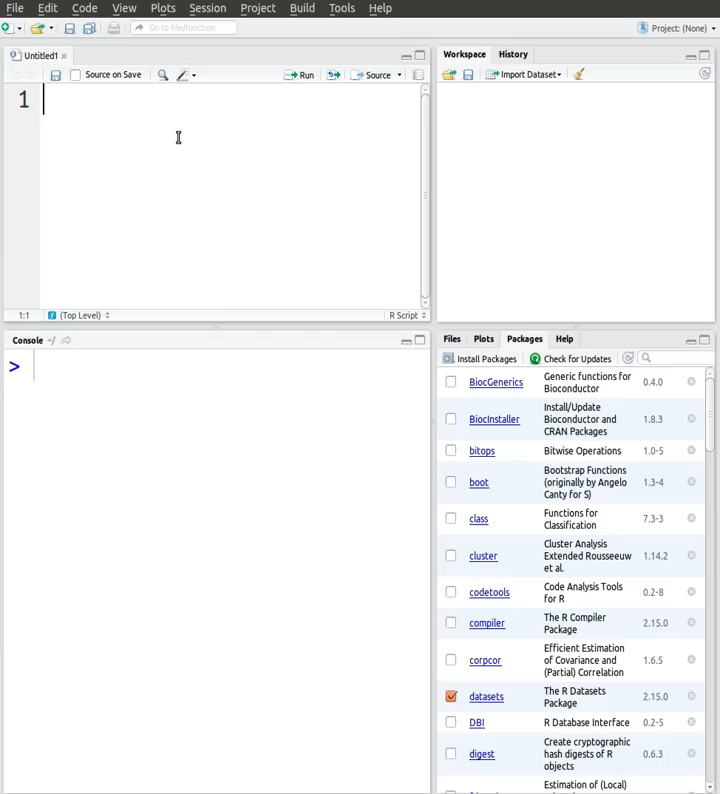 File Edit Code View Plots Session Project Build Tools Help
Go to file/function Project: (None)
Untitled1
Source on Save Run Source
1
1:1 (Top Level) R Script
Workspace History
Import Dataset
Console ~/
>
Files Plots Packages Help
Install Packages Check for Updates
BiocGenerics Generic functions for Bioconductor 0.4.0
BiocInstaller Install/Update Bioconductor and CRAN Packages 1.8.3
bitops Bitwise Operations 1.0-5
boot Bootstrap Functions (originally by Angelo Canty for S) 1.3-4
class Functions for Classification 7.3-3
cluster Cluster Analysis Extended Rousseeuw et al. 1.14.2
codetools Code Analysis Tools for R 0.2-8
compiler The R Compiler Package 2.15.0
corpcor Efficient Estimation of Covariance and (Partial) Correlation 1.6.5
datasets The R Datasets Package 2.15.0
DBI R Database Interface 0.2-5
digest Create cryptographic hash digests of R objects 0.6.3
Estimation of (Local)